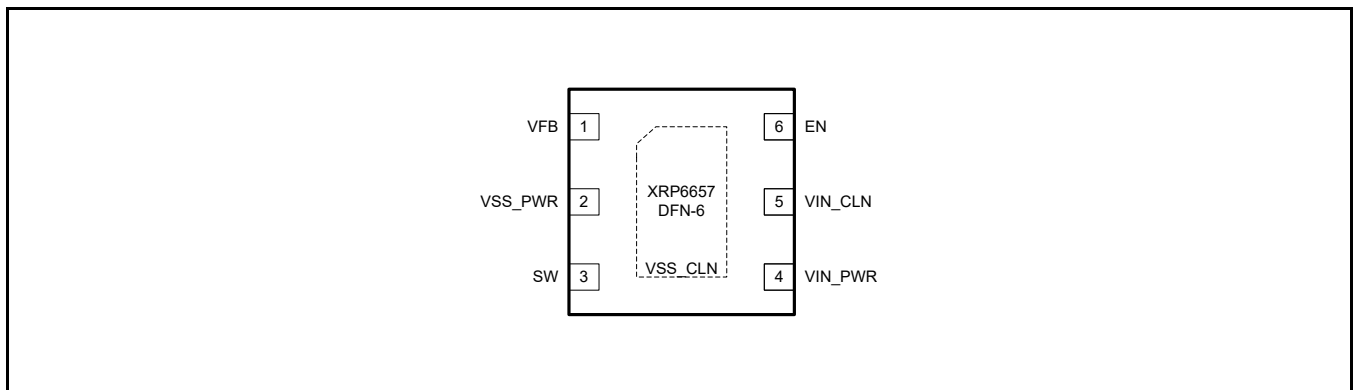 VFB 1
6 EN
XRP6657
DFN-6
VSS_PWR 2
5 VIN_CLN
VSS_CLN
SW 3
4 VIN_PWR